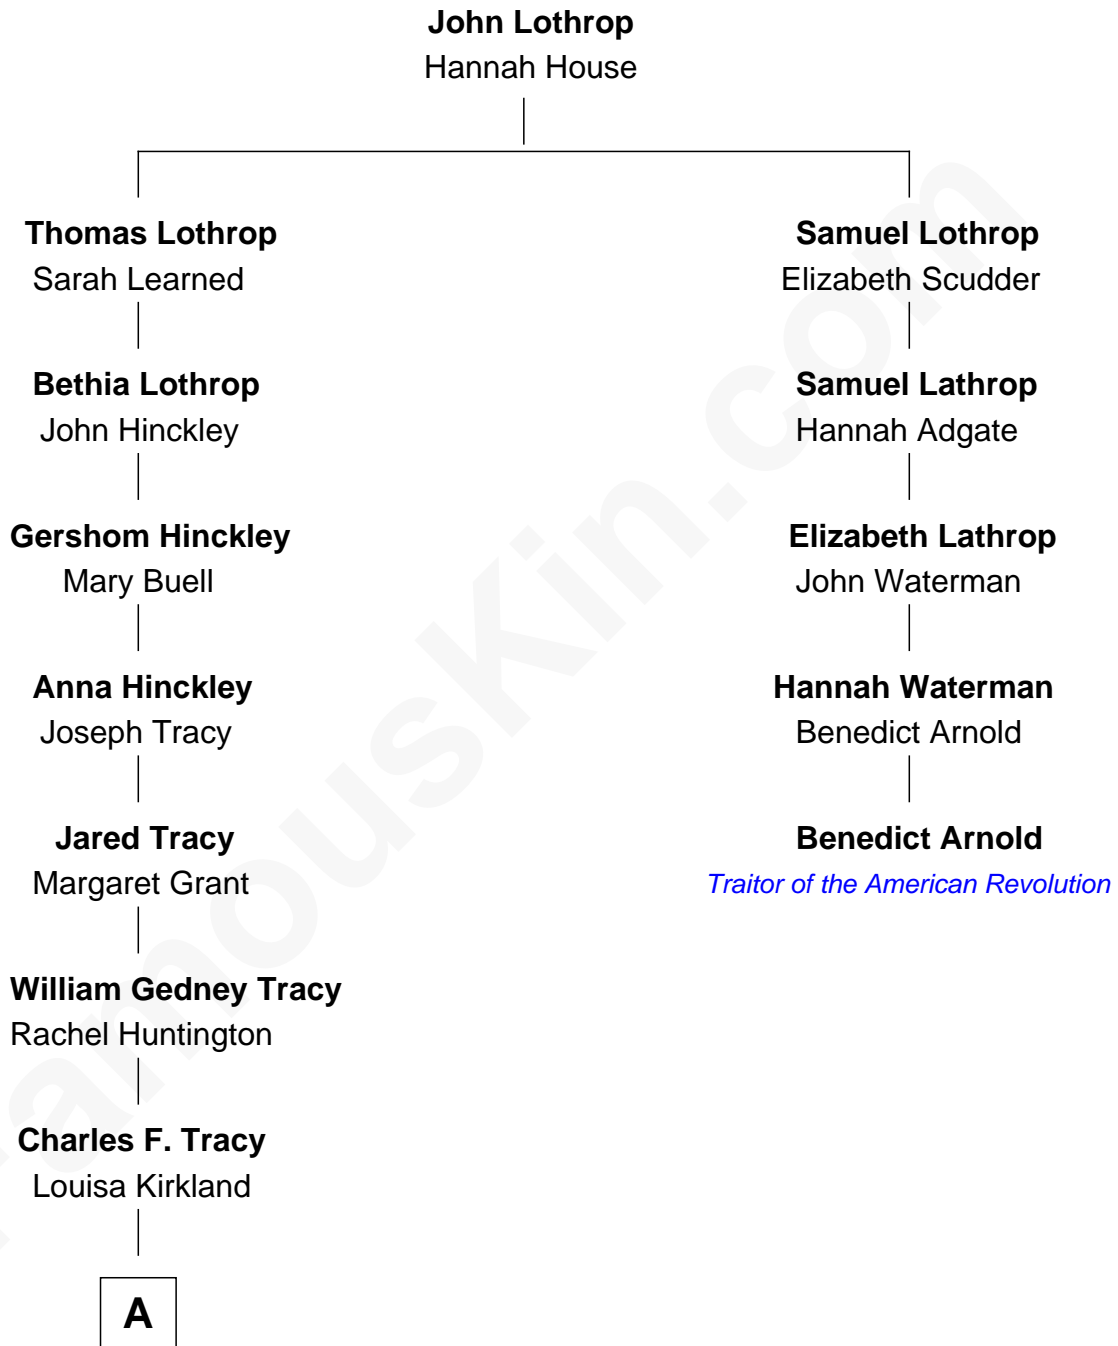 John Lothrop
Hannah House
Thomas Lothrop
Sarah Learned
Samuel Lothrop
Elizabeth Scudder
Bethia Lothrop
John Hinckley
Samuel Lathrop
Hannah Adgate
Gershom Hinckley
Mary Buell
Elizabeth Lathrop
John Waterman
Anna Hinckley
Joseph Tracy
Hannah Waterman
Benedict Arnold
Jared Tracy
Margaret Grant
Benedict Arnold
Traitor of the American Revolution
William Gedney Tracy
Rachel Huntington
Charles F. Tracy
Louisa Kirkland
A
FamousKin.com